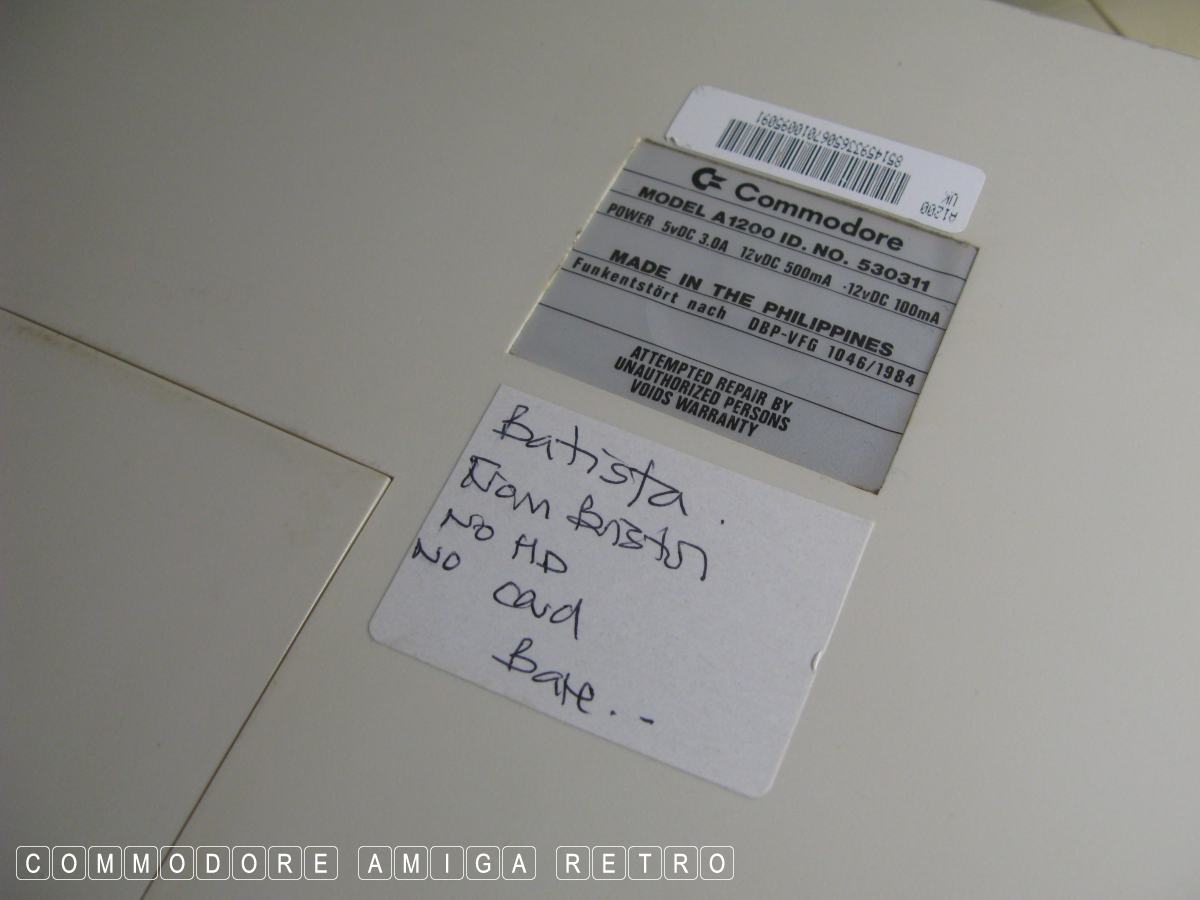 8514593365067010095091
A1200
UK
Commodore
MODEL A1200 ID. NO. 530311
POWER 5vDC 3.0A 12vDC 500mA -12vDC 100mA
MADE IN THE PHILIPPINES
Funkentstört nach DBP-VFG 1046/1984
ATTEMPTED REPAIR BY
UNAUTHORIZED PERSONS
VOIDS WARRANTY
Batista.
From Bristol
No HD
No Card
Bare..-
COMMODORE AMIGA RETRO